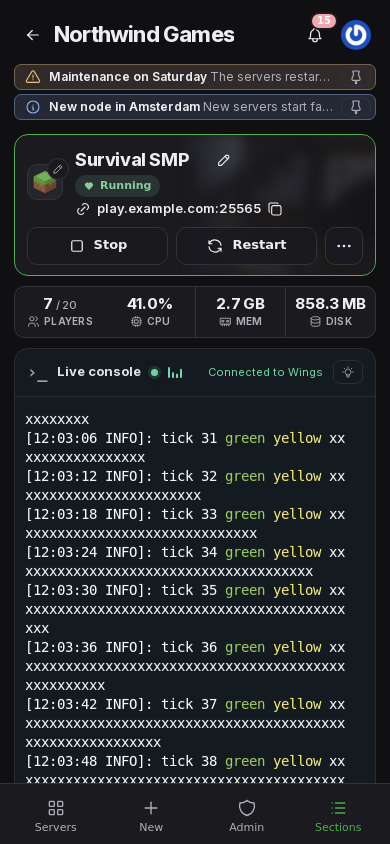 Northwind Games
15
Maintenance on Saturday The servers restar...
New node in Amsterdam New servers start fa...
Survival SMP
Running
play.example.com:25565
Stop
Restart
7 / 20
PLAYERS
41.0%
CPU
2.7 GB
MEM
858.3 MB
DISK
Live console
Connected to Wings
xxxxxxxx
[12:03:06 INFO]: tick 31 green yellow xx
xxxxxxxxxxxxxxx
[12:03:12 INFO]: tick 32 green yellow xx
xxxxxxxxxxxxxxxxxxxxxx
[12:03:18 INFO]: tick 33 green yellow xx
xxxxxxxxxxxxxxxxxxxxxxxxxxxxx
[12:03:24 INFO]: tick 34 green yellow xx
xxxxxxxxxxxxxxxxxxxxxxxxxxxxxxxxxxxx
[12:03:30 INFO]: tick 35 green yellow xx
xxxxxxxxxxxxxxxxxxxxxxxxxxxxxxxxxxxxxxxx
xxx
[12:03:36 INFO]: tick 36 green yellow xx
xxxxxxxxxxxxxxxxxxxxxxxxxxxxxxxxxxxxxxxx
xxxxxxxxxx
[12:03:42 INFO]: tick 37 green yellow xx
xxxxxxxxxxxxxxxxxxxxxxxxxxxxxxxxxxxxxxxx
xxxxxxxxxxxxxxxxx
[12:03:48 INFO]: tick 38 green yellow xx
xxxxxxxxxxxxxxxxxxxxxxxxxxxxxxxxxxxxxxxx
Servers
New
Admin
Sections